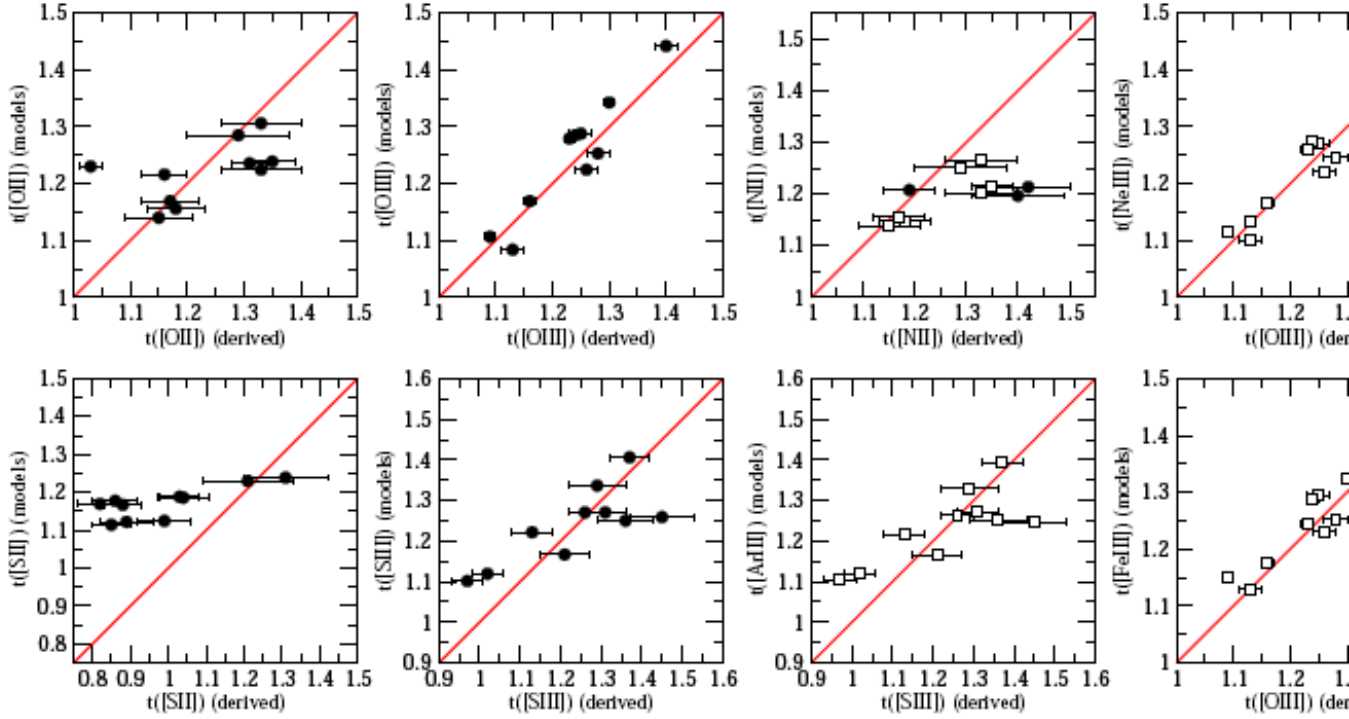 1.5 1.5 1.5 1.5
1.4 1.4 1.4 1.4
1.3 1.3 1.3 1.3
1.2 1.2 1.2 1.2
1.1 1.1 1.1 1.1
1 1 1 1
t([OII]) (models)
t([OIII]) (models)
t([NII]) (models)
t([NeIII]) (models)
1 1.1 1.2 1.3 1.4 1.5
1 1.1 1.2 1.3 1.4 1.5
1 1.1 1.2 1.3 1.4 1.5
1 1.1 1.2 1.3
t([OII]) (derived)
t([OIII]) (derived)
t([NII]) (derived)
t([OIII]) (der
1.5 1.6 1.6 1.5
1.4 1.5 1.5 1.4
1.3 1.4 1.4 1.3
1.2 1.3 1.3 1.2
1.1 1.2 1.2 1.1
1 1.1 1.1 1
0.9 1 1
0.8 0.9 0.9
t([SII]) (models)
t([SIII]) (models)
t([ArIII]) (models)
t([FeIII]) (models)
0.8 0.9 1 1.1 1.2 1.3 1.4 1.5
0.9 1 1.1 1.2 1.3 1.4 1.5 1.6
0.9 1 1.1 1.2 1.3 1.4 1.5 1.6
1 1.1 1.2 1.3
t([SII]) (derived)
t([SIII]) (derived)
t([SIII]) (derived)
t([OIII]) (der